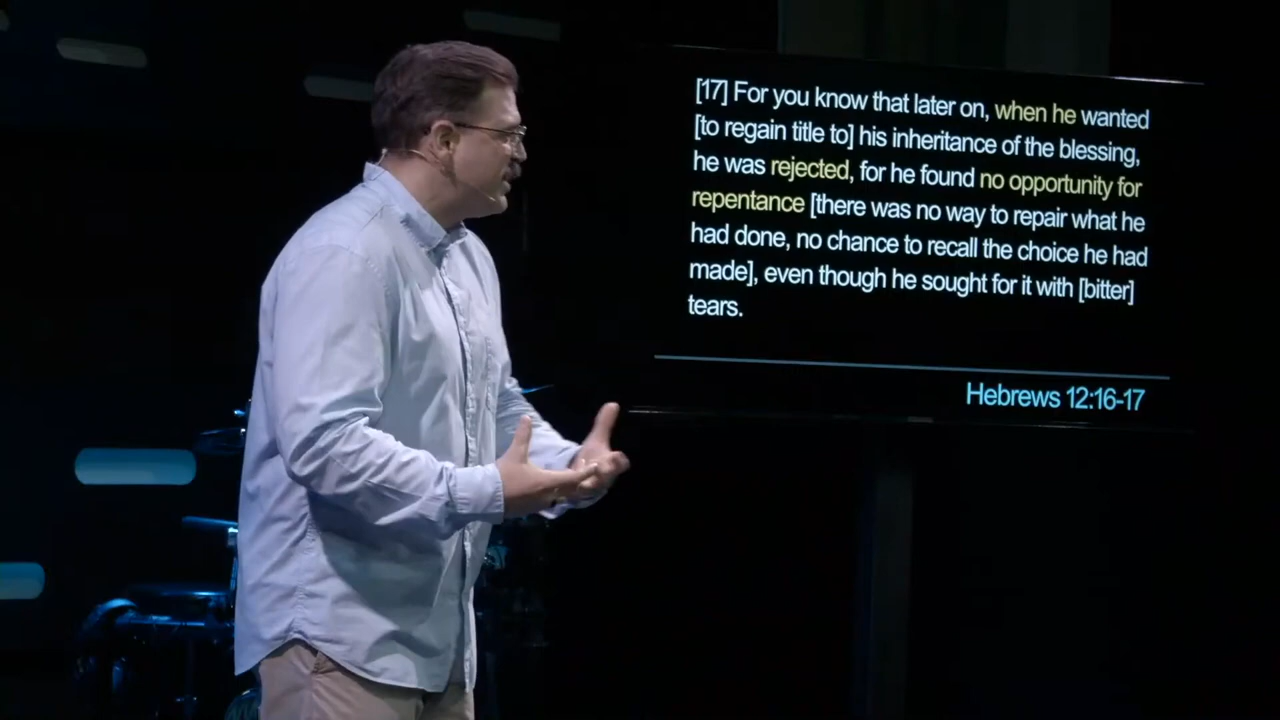 [17] For you know that later on, when he wanted
[to regain title to] his inheritance of the blessing,
he was rejected, for he found no opportunity for
repentance [there was no way to repair what he
had done, no chance to recall the choice he had
made], even though he sought for it with [bitter]
tears.
Hebrews 12:16-17